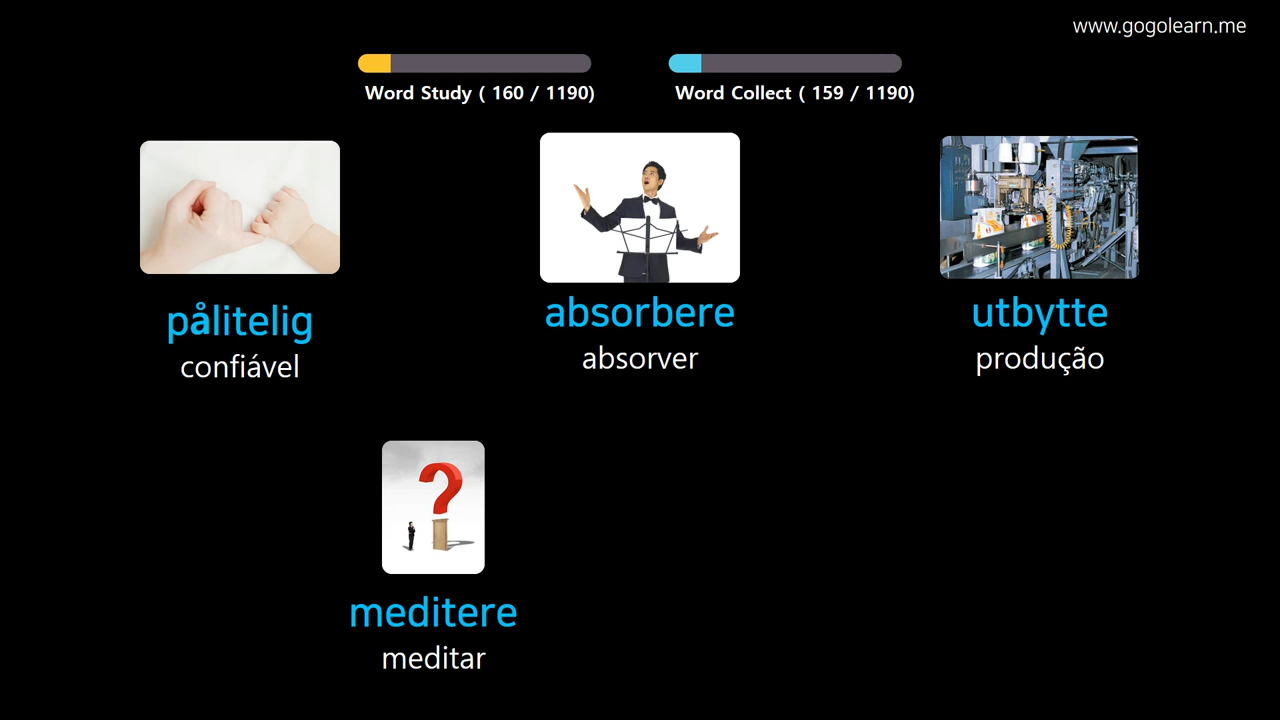 www.gogolearn.me
Word Study ( 160 / 1190)
Word Collect ( 159 / 1190)
pålitelig
confiável
absorbere
absorver
utbytte
produção
meditere
meditar